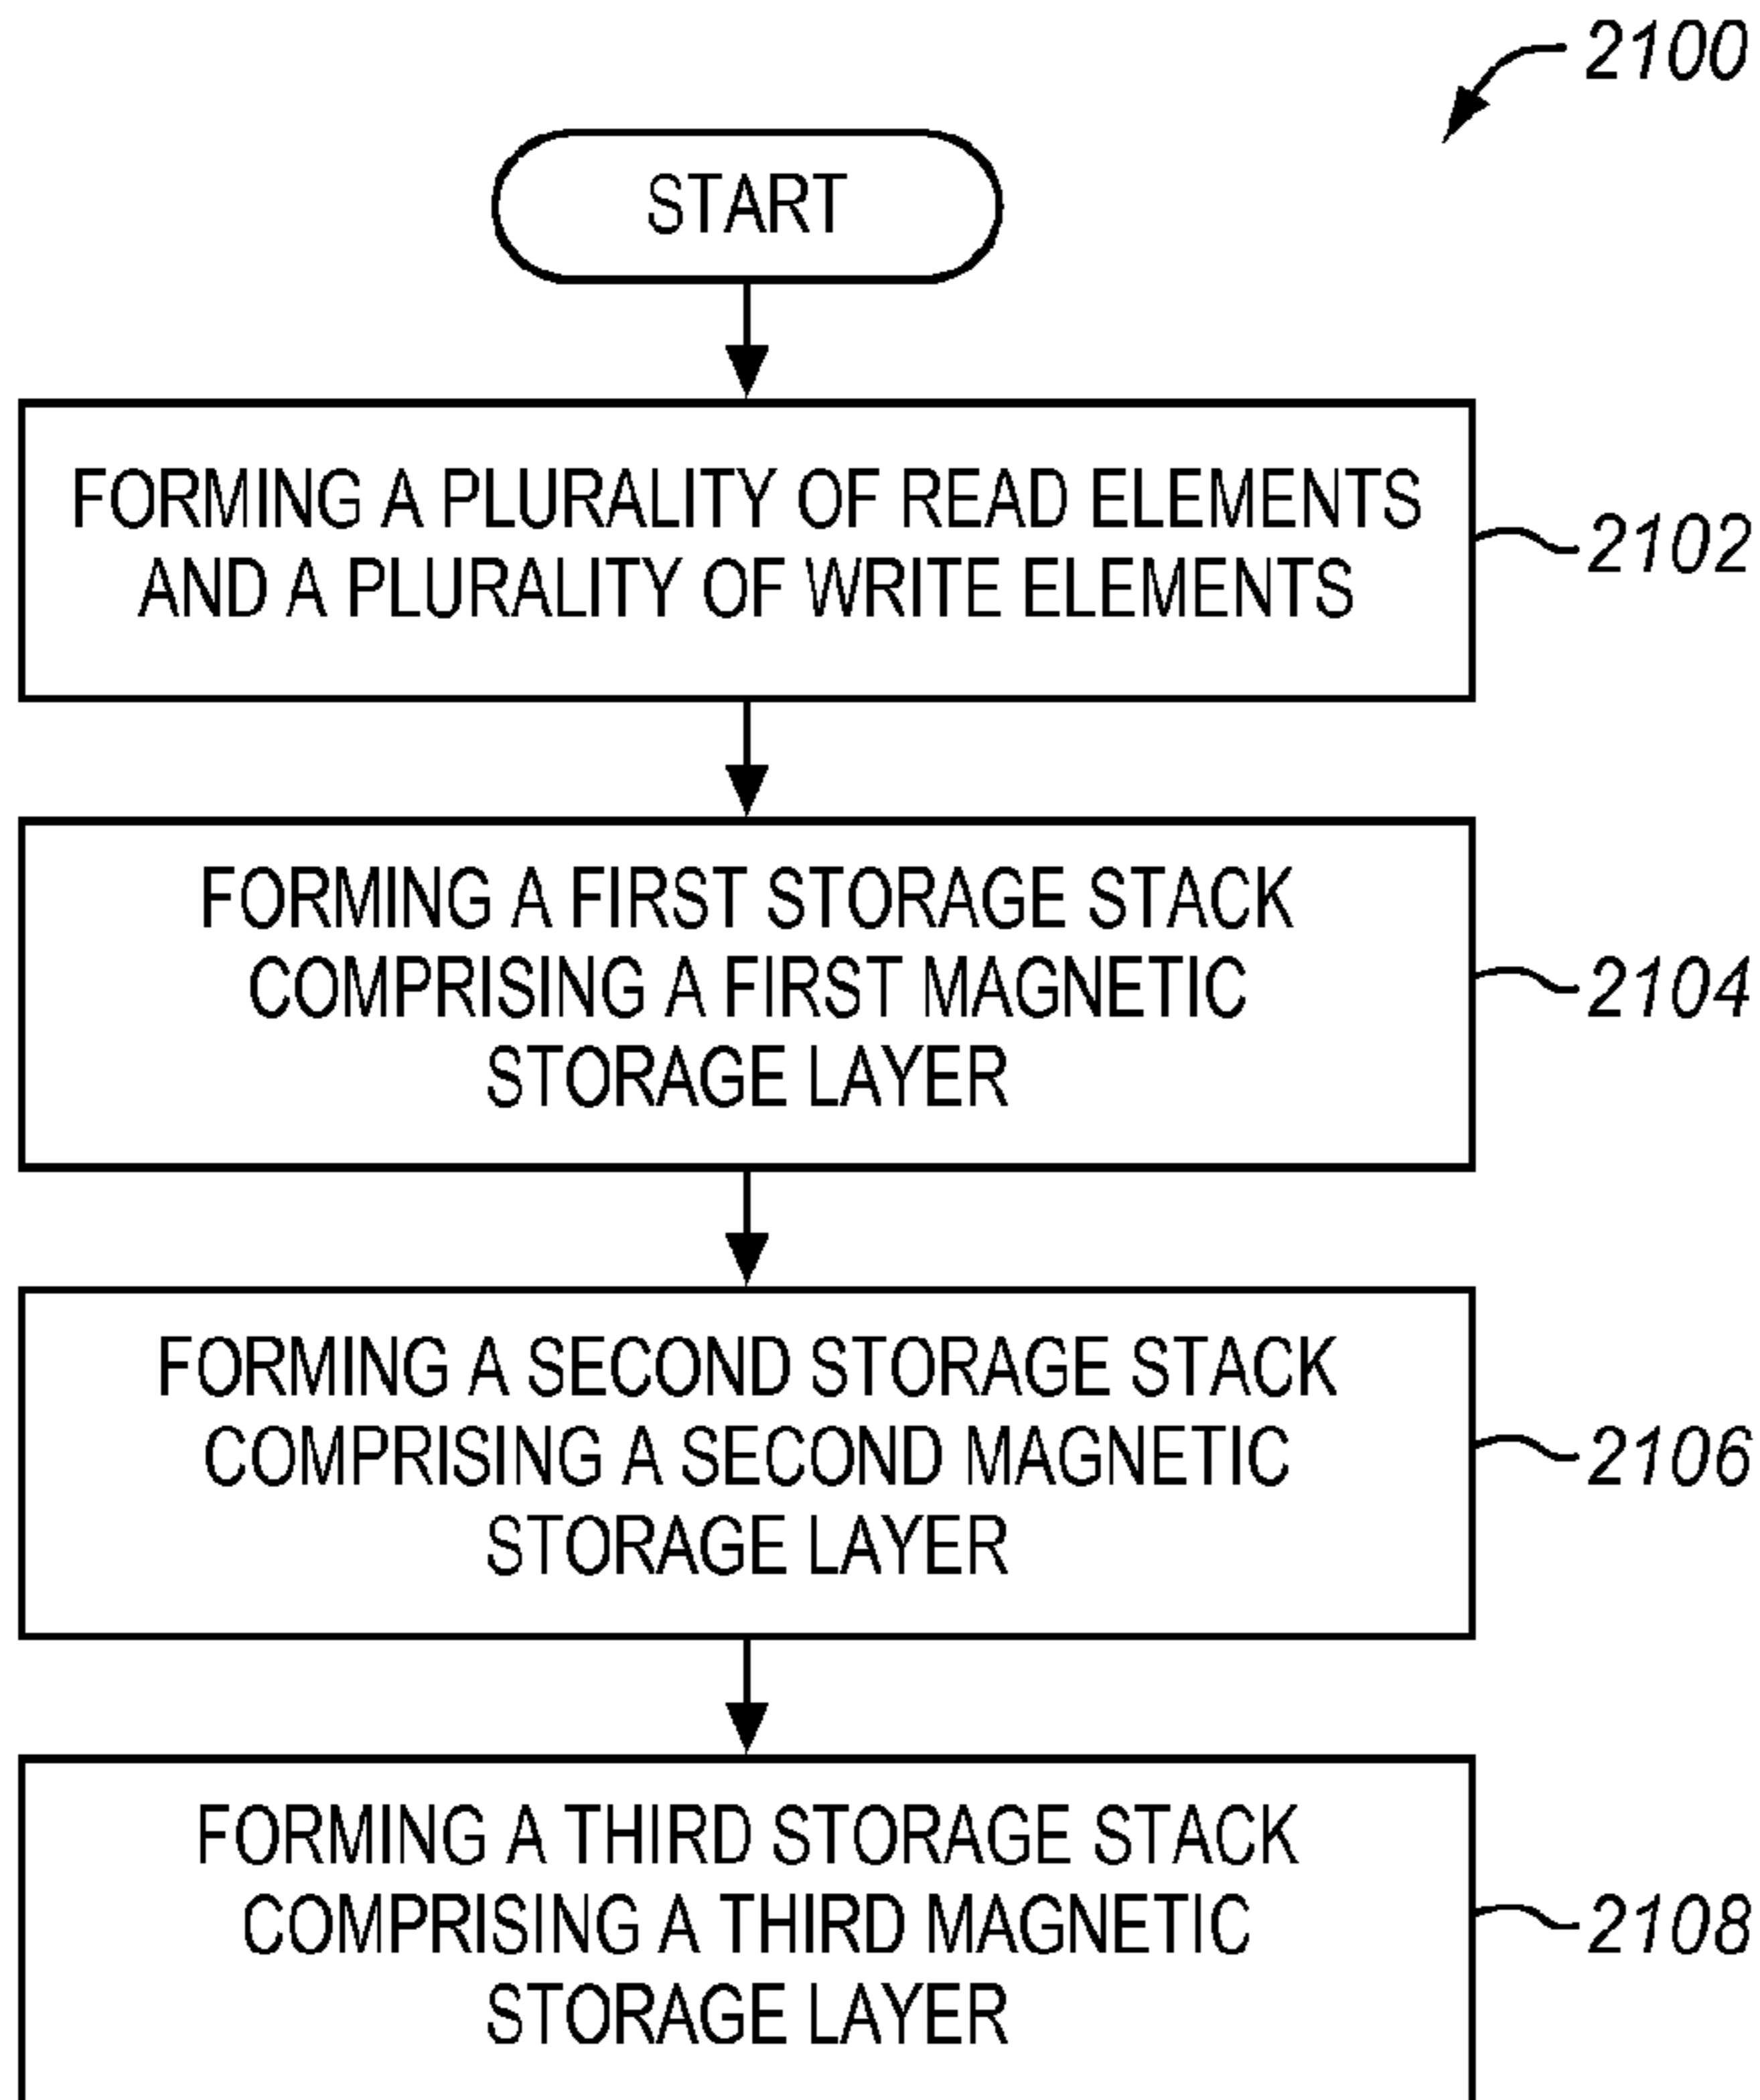 2100
START
FORMING A PLURALITY OF READ ELEMENTS
AND A PLURALITY OF WRITE ELEMENTS
2102
FORMING A FIRST STORAGE STACK
COMPRISING A FIRST MAGNETIC
STORAGE LAYER
2104
FORMING A SECOND STORAGE STACK
COMPRISING A SECOND MAGNETIC
STORAGE LAYER
2106
FORMING A THIRD STORAGE STACK
COMPRISING A THIRD MAGNETIC
STORAGE LAYER
2108